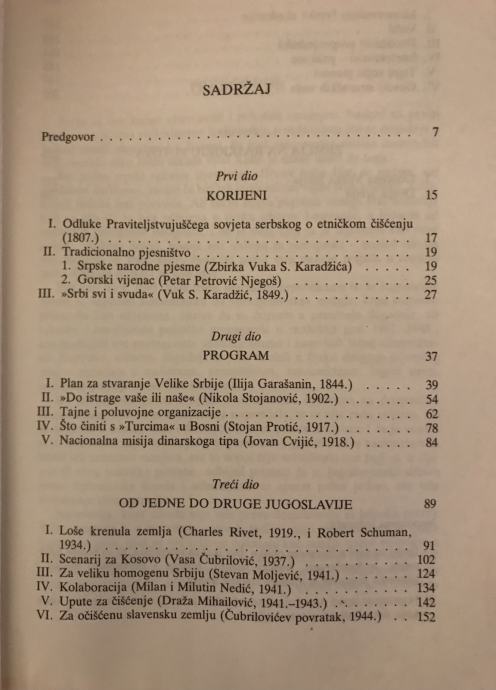 SADRŽAJ
Predgovor . . . . . . . . . . . . . . . . . . . . . . . . . . . . . . . 7
Prvi dio
KORIJENI 15
I. Odluke Praviteljstvujuščega sovjeta serbskog o etničkom čišćenju
(1807.) . . . . . . . . . . . . . . . . . . . . . . . . . . . . . . 17
II. Tradicionalno pjesništvo . . . . . . . . . . . . . . . . . . . . 19
1. Srpske narodne pjesme (Zbirka Vuka S. Karadžića) . . . . . 19
2. Gorski vijenac (Petar Petrović Njegoš) . . . . . . . . . . 25
III. »Srbi svi i svuda« (Vuk S. Karadžić, 1849.) . . . . . . . . . . . 27
Drugi dio
PROGRAM 37
I. Plan za stvaranje Velike Srbije (Ilija Garašanin, 1844.) . . . . . 39
II. »Do istrage vaše ili naše« (Nikola Stojanović, 1902.) . . . . . . 54
III. Tajne i poluvojne organizacije . . . . . . . . . . . . . . . . . 62
IV. Što činiti s »Turcima« u Bosni (Stojan Protić, 1917.) . . . . . . 78
V. Nacionalna misija dinarskoga tipa (Jovan Cvijić, 1918.) . . . . . 84
Treći dio
OD JEDNE DO DRUGE JUGOSLAVIJE 89
I. Loše krenula zemlja (Charles Rivet, 1919., i Robert Schuman,
1934.) . . . . . . . . . . . . . . . . . . . . . . . . . . . . . . 91
II. Scenarij za Kosovo (Vasa Čubrilović, 1937.) . . . . . . . . . . . 102
III. Za veliku homogenu Srbiju (Stevan Moljević, 1941.) . . . . . . . 124
IV. Kolaboracija (Milan i Milutin Nedić, 1941.) . . . . . . . . . . . 134
V. Upute za čišćenje (Draža Mihailović, 1941.–1943.) . . . . . . . . 142
VI. Za očišćenu slavensku zemlju (Čubrilovićev povratak, 1944.) . . 152